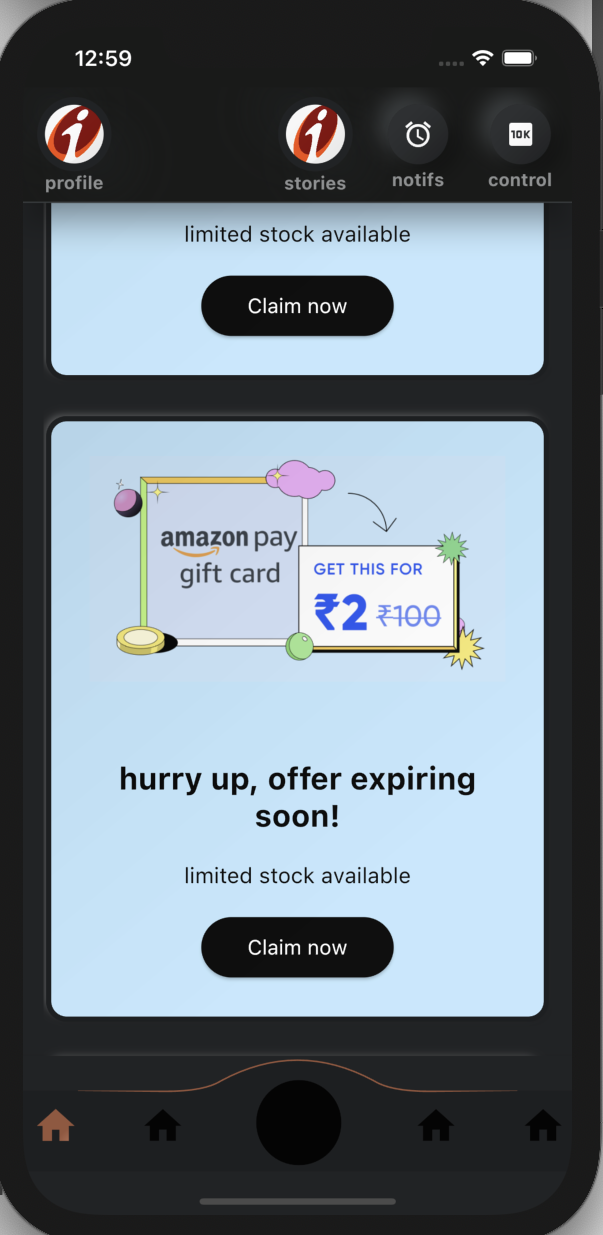 12:59
profile
stories
notifs
10K
control
limited stock available
Claim now
amazon pay
gift card
GET THIS FOR
₹2 ₹100
hurry up, offer expiring
soon!
limited stock available
Claim now